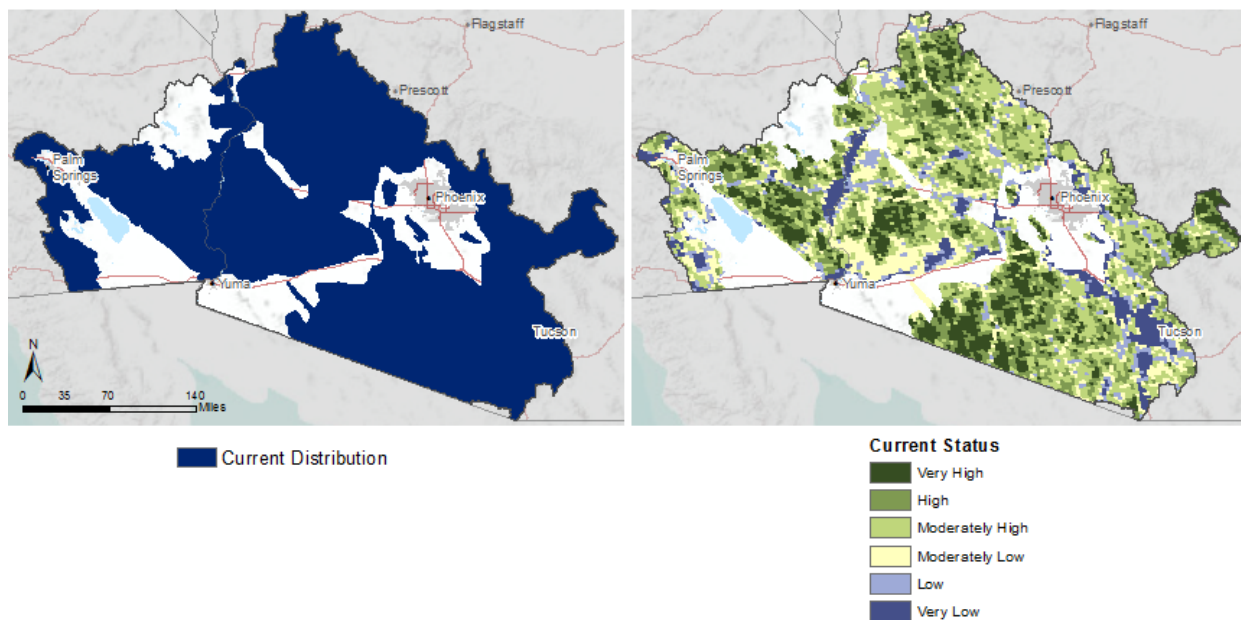 Flagstaff
Prescott
Palm
Springs
Phoenix
Yuma
Tucson
N
0 35 70 140
Miles
Current Distribution
Flagstaff
Prescott
Palm
Springs
Phoenix
Yuma
Tucson
Current Status
Very High
High
Moderately High
Moderately Low
Low
Very Low